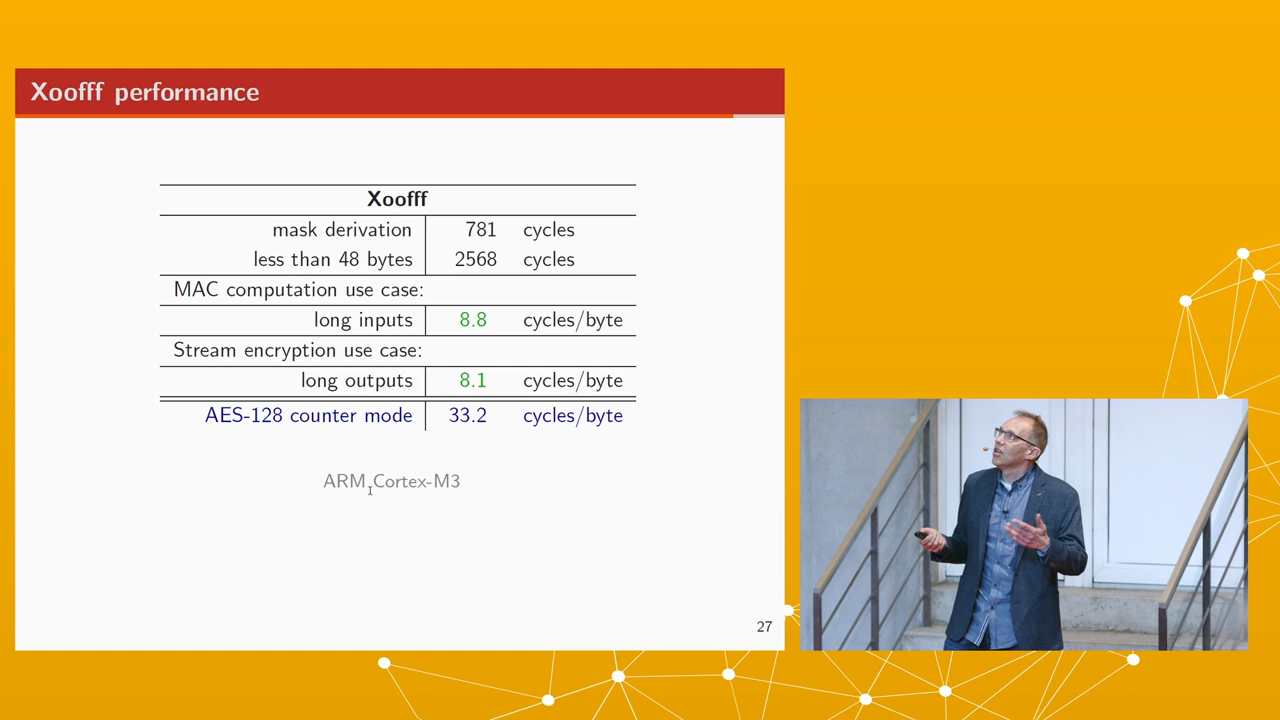 Xoofff performance
Xoofff
mask derivation 781 cycles
less than 48 bytes 2568 cycles
MAC computation use case:
long inputs 8.8 cycles/byte
Stream encryption use case:
long outputs 8.1 cycles/byte
AES-128 counter mode 33.2 cycles/byte
ARM Cortex-M3
27